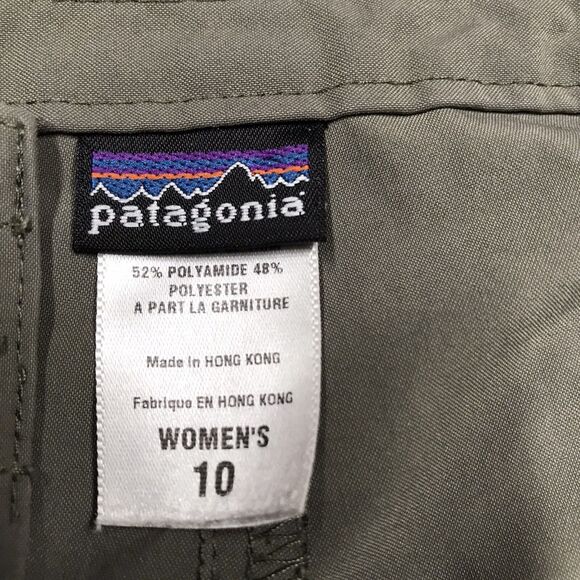 patagonia
52% POLYAMIDE 48%
POLYESTER
A PART LA GARNITURE
Made in HONG KONG
Fabrique EN HONG KONG
WOMEN'S
10